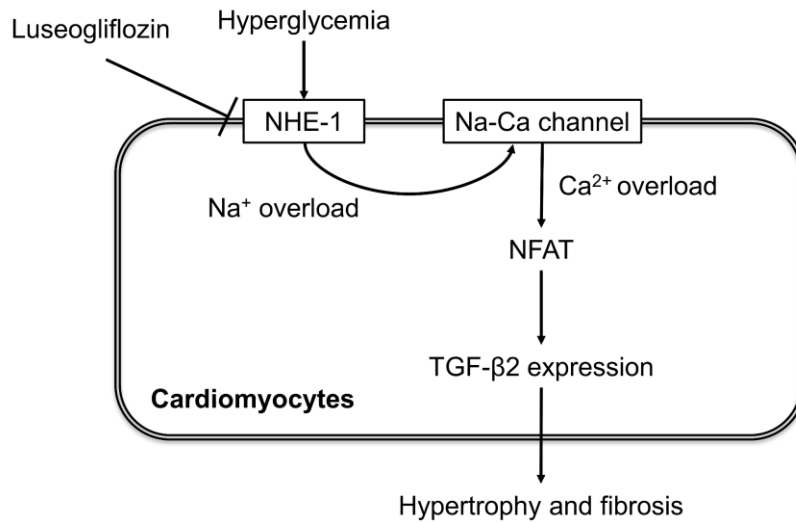 Luseogliflozin
Hyperglycemia
NHE-1
Na-Ca channel
Na⁺ overload
Ca²⁺ overload
NFAT
TGF-β2 expression
Cardiomyocytes
Hypertrophy and fibrosis